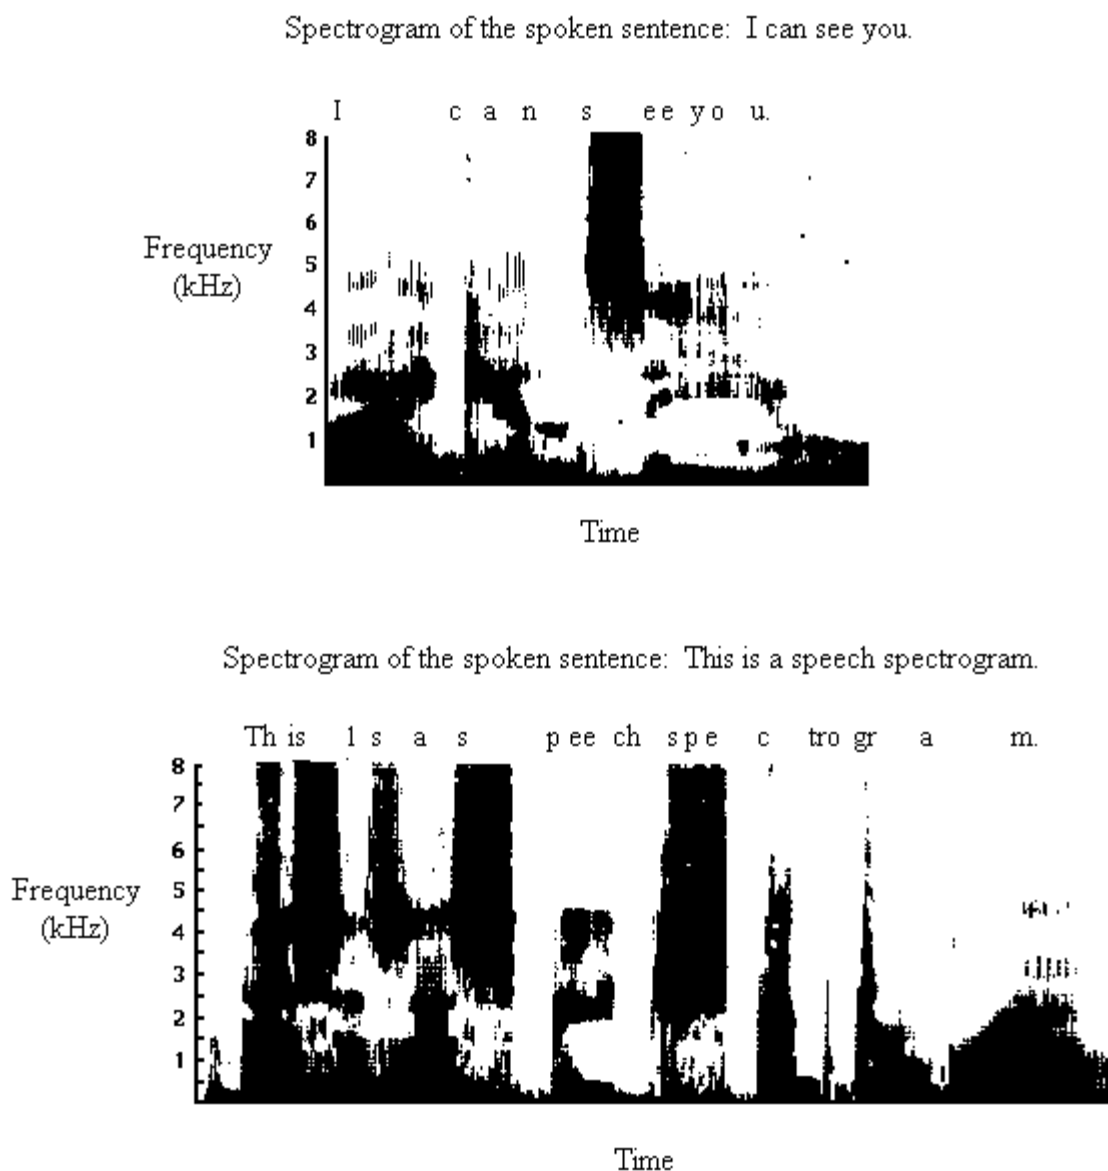 Spectrogram of the spoken sentence: I can see you.
I c a n s ee yo u.
8
7
6
Frequency
(kHz)
5
4
3
2
1
Time
Spectrogram of the spoken sentence: This is a speech spectrogram.
Th is l s a s p ee ch s p e c tro gr a m.
8
7
6
Frequency
(kHz)
5
4
3
2
1
Time